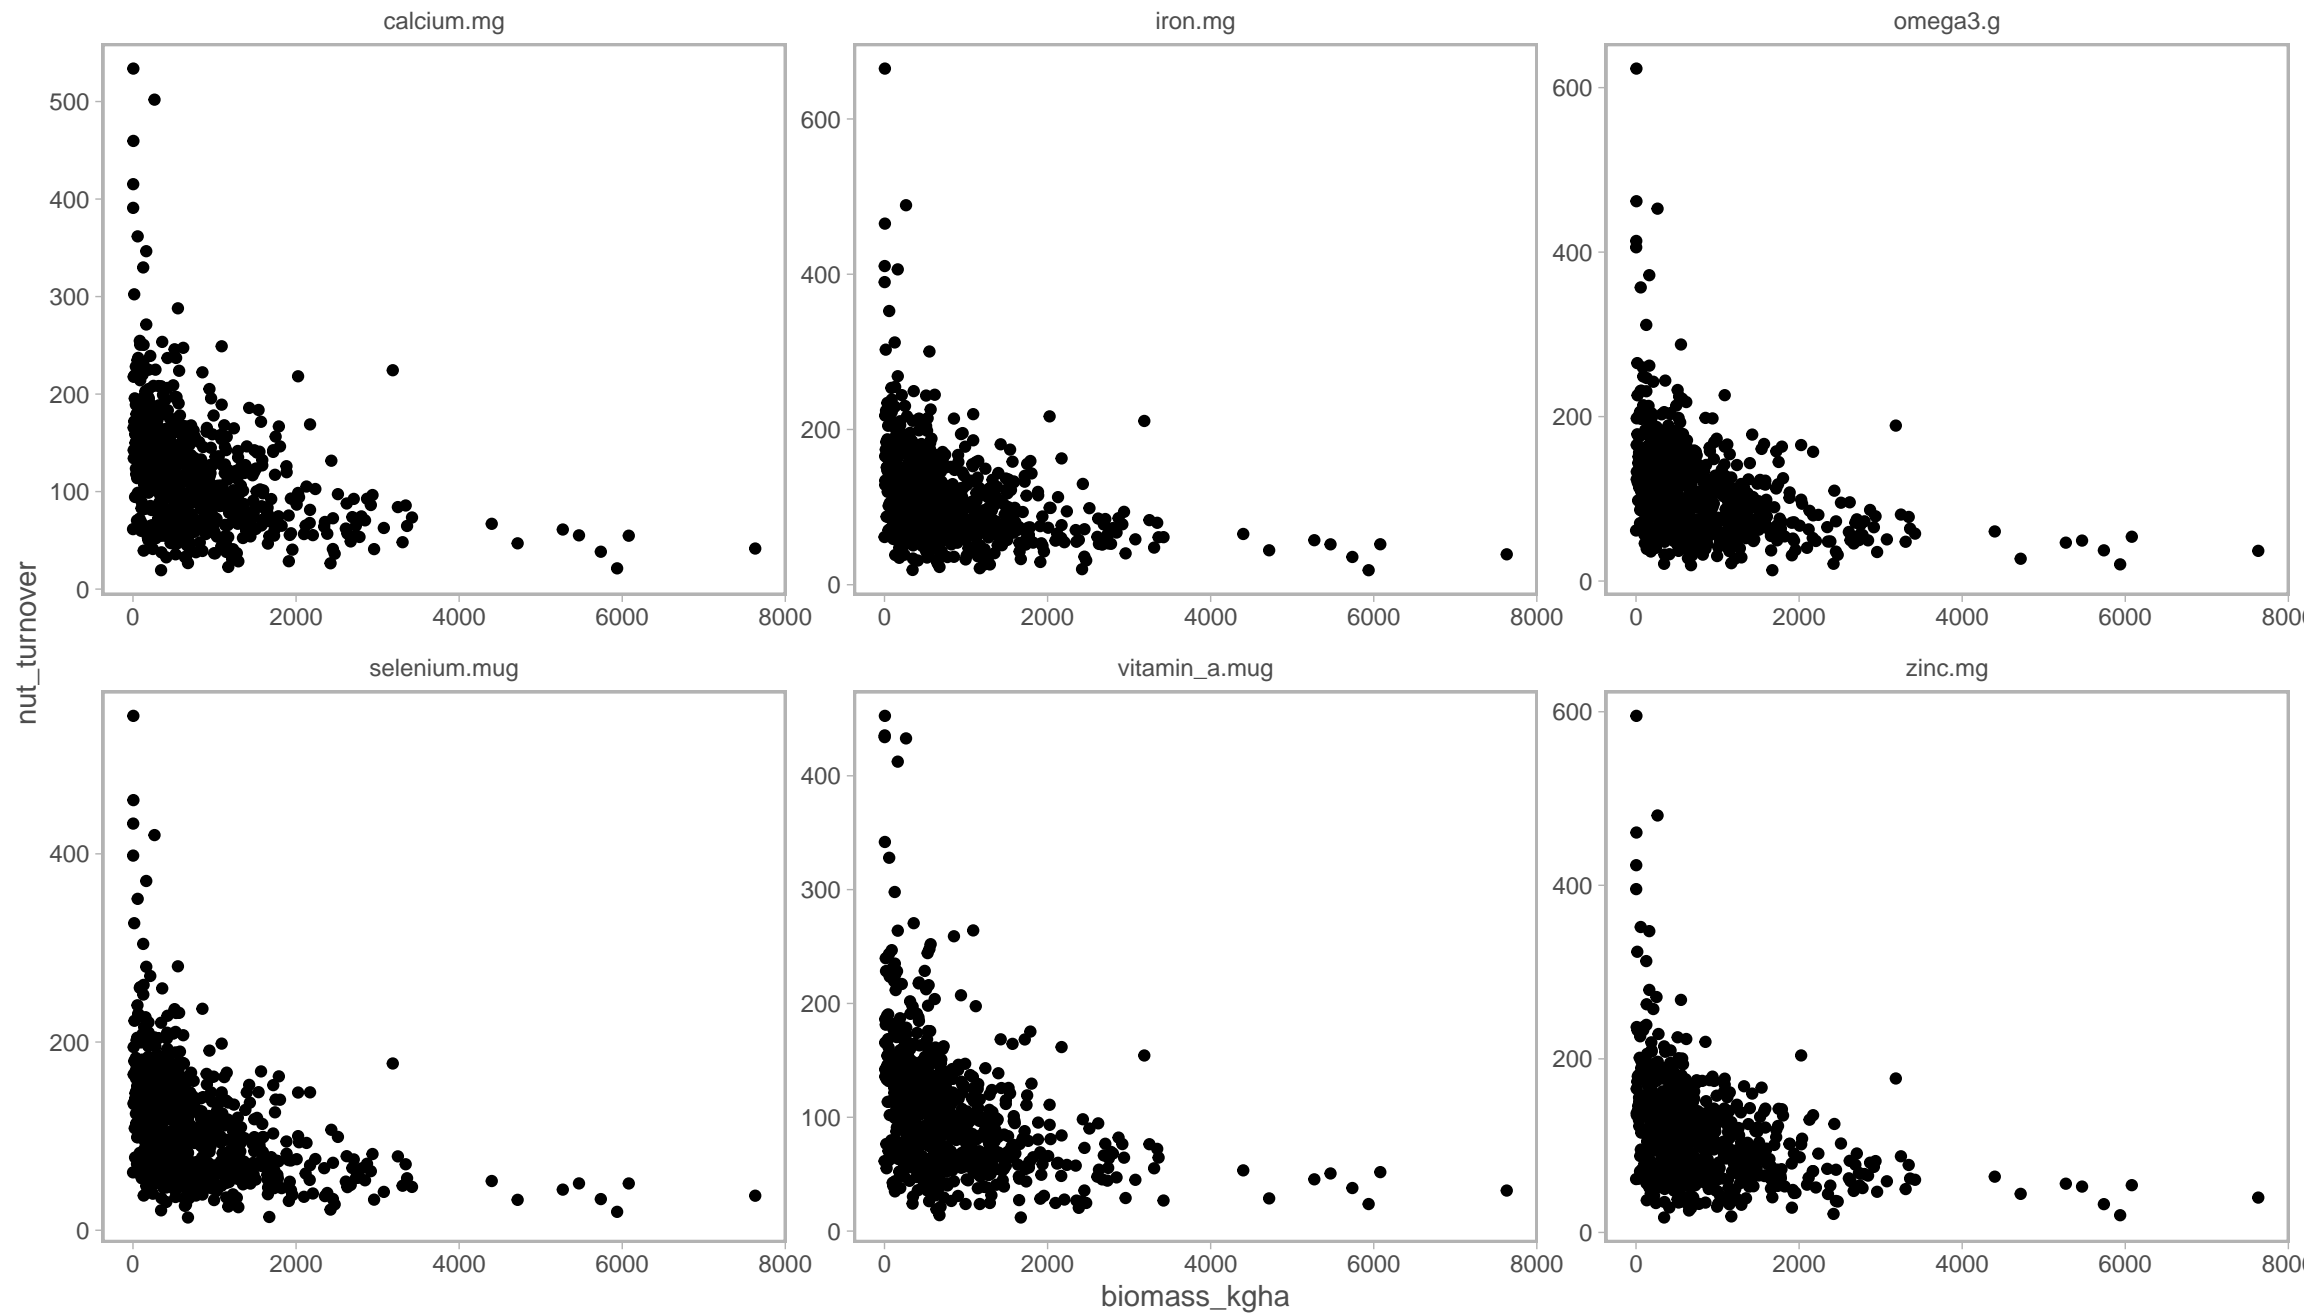 calcium.mg iron.mg omega3.g
500 400 300 200 100 0
600 400 200 0
600 400 200 0
0 2000 4000 6000 8000 0 2000 4000 6000 8000 0 2000 4000 6000
nut_turnover
selenium.mug vitamin_a.mug zinc.mg
400 200 0
400 300 200 100 0
600 400 200 0
0 2000 4000 6000 8000 0 2000 4000 6000 8000 0 2000 4000 6000
biomass_kgha